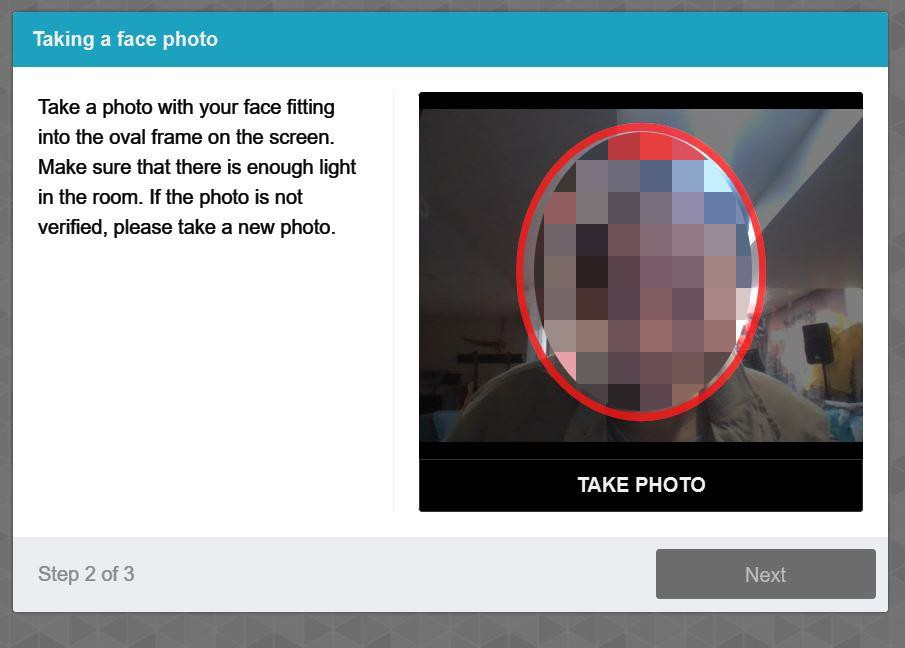 Taking a face photo
Take a photo with your face fitting
into the oval frame on the screen.
Make sure that there is enough light
in the room. If the photo is not
verified, please take a new photo.
TAKE PHOTO
Step 2 of 3
Next